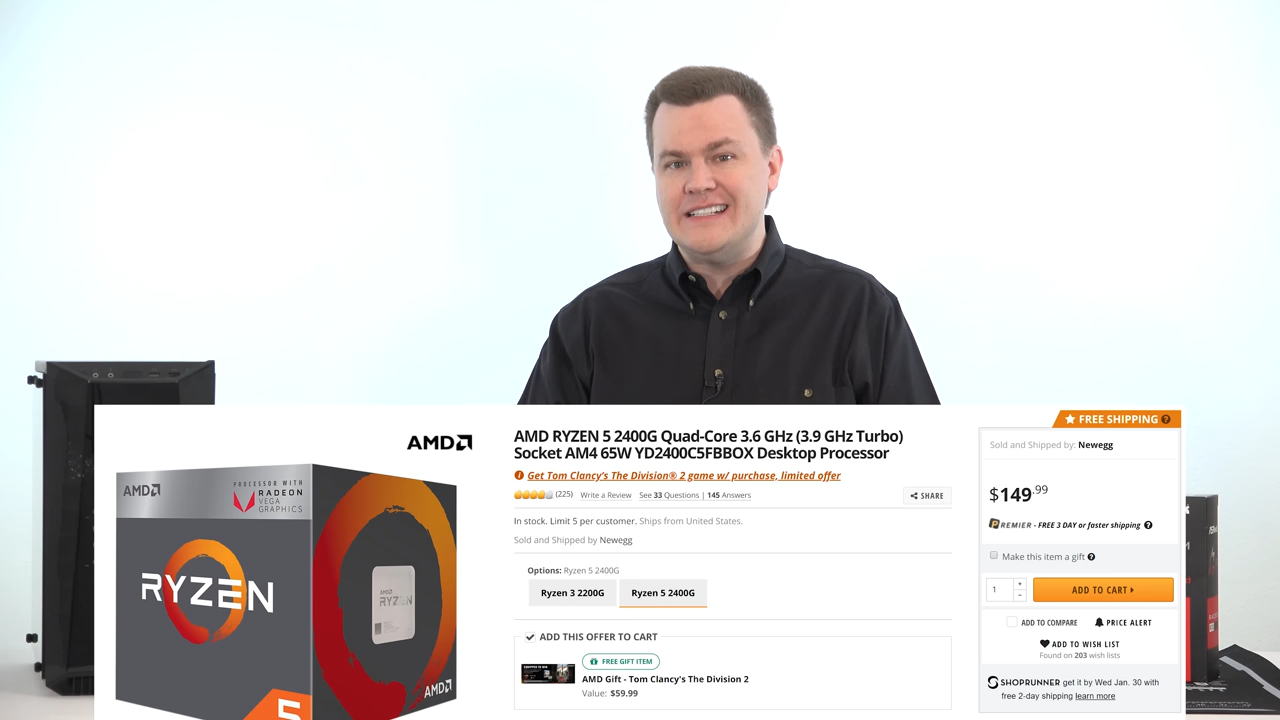 AMD
AMD RYZEN 5 2400G Quad-Core 3.6 GHz (3.9 GHz Turbo)
Socket AM4 65W YD2400C5FBBOX Desktop Processor
Get Tom Clancy's The Division® 2 game w/ purchase, limited offer
(225) Write a Review See 33 Questions | 145 Answers
SHARE
In stock. Limit 5 per customer. Ships from United States.
Sold and Shipped by Newegg
Options: Ryzen 5 2400G
Ryzen 3 2200G
Ryzen 5 2400G
ADD THIS OFFER TO CART
FREE GIFT ITEM
AMD Gift - Tom Clancy's The Division 2
Value: $59.99
AMD
PROCESSOR WITH
RADEON
VEGA
GRAPHICS
RYZEN
AMD
RYZEN
AMD
5
FREE SHIPPING
Sold and Shipped by: Newegg
$149.99
PREMIER - FREE 3 DAY or faster shipping
Make this item a gift
1
ADD TO CART
ADD TO COMPARE
PRICE ALERT
ADD TO WISH LIST
Found on 203 wish lists
SHOPRUNNER get it by Wed Jan. 30 with
free 2-day shipping learn more